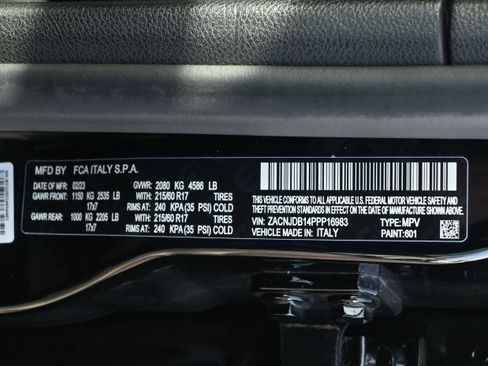 MFD BY FCA ITALY S.P.A.
DATE: 02/23 GVWR: 2080 KG 4586 LB
GAWR FRONT: 1150 KG 2535 LB WITH: 215/60 R17 TIRES
17x7 RIMS AT: 240 KPA(35 PSI) COLD
GAWR REAR: 1000 KG 2205 LB WITH: 215/60 R17 TIRES
17x7 RIMS AT: 240 KPA(35 PSI) COLD
THIS VEHICLE CONFORMS TO ALL APPLICABLE U.S. FEDERAL MOTOR VEHICLE SAFETY AND
THEFT PREVENTION STANDARDS IN EFFECT ON THE DATE OF MANUFACTURE SHOWN ABOVE.
VIN: ZACNJDB14PPP16983 TYPE: MPV
VEHICLE MADE IN: ITALY PAINT: 601